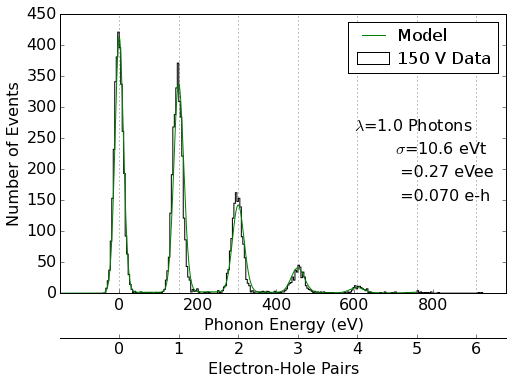 450
400
350
300
250
200
150
100
50
0
Number of Events
Model
150 V Data
λ=1.0 Photons
σ=10.6 eVt
=0.27 eVee
=0.070 e-h
0 200 400 600 800
Phonon Energy (eV)
0 1 2 3 4 5 6
Electron-Hole Pairs